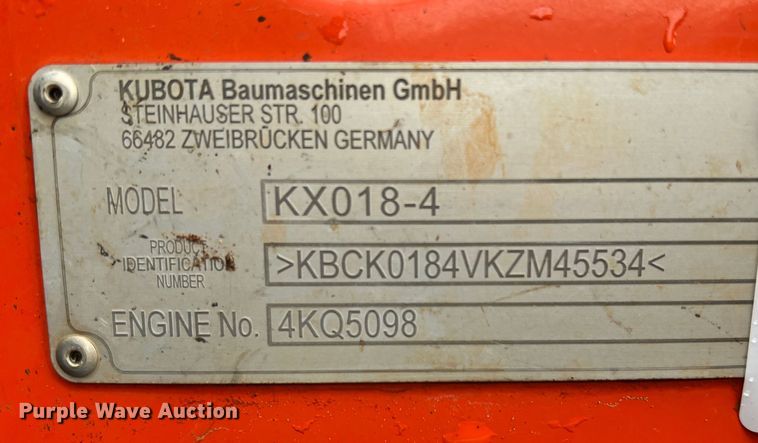 KUBOTA Baumaschinen GmbH
STEINHAUSER STR. 100
66482 ZWEIBRÜCKEN GERMANY
MODEL KX018-4
PRODUCT
IDENTIFICATION
NUMBER >KBCK0184VKZM45534<
ENGINE No. 4KQ5098
Purple Wave Auction